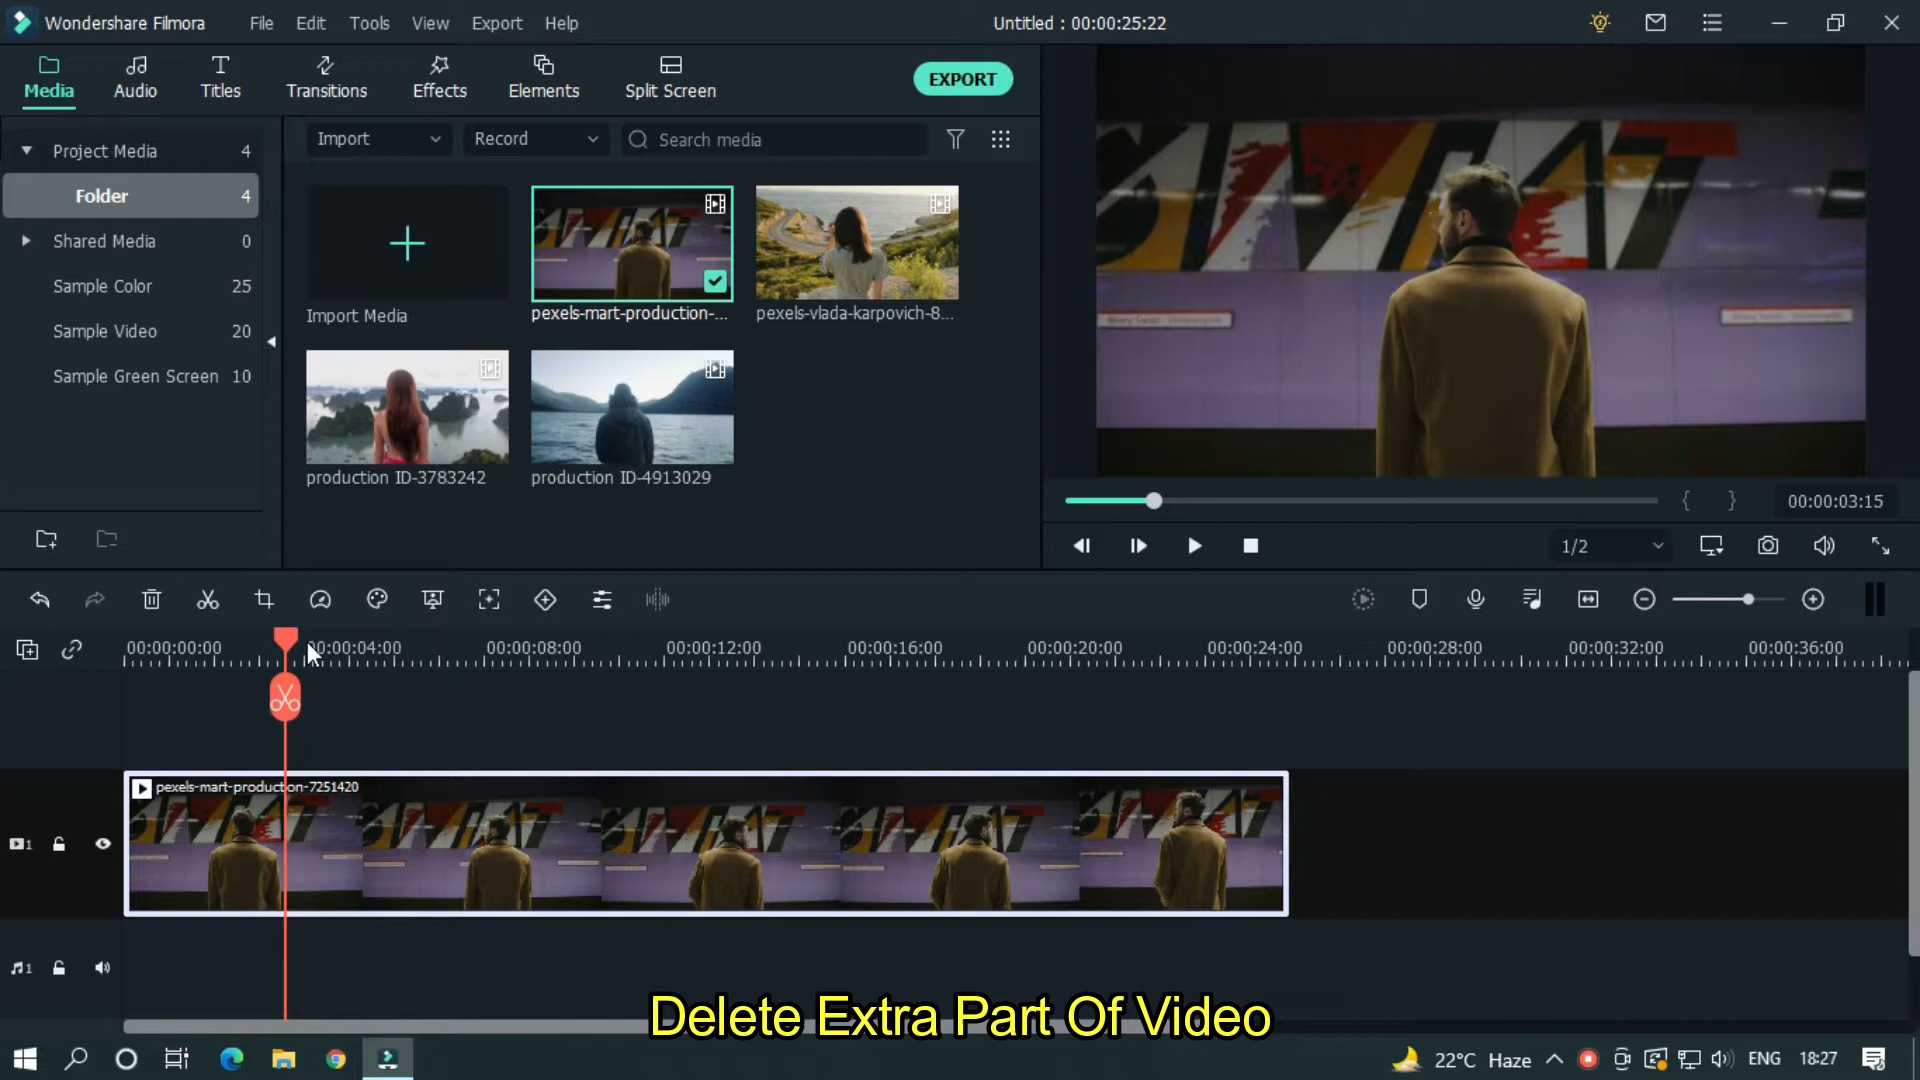 Wondershare Filmora
File Edit Tools View Export Help
Untitled : 00:00:25:22
Media Audio Titles Transitions Effects Elements Split Screen
EXPORT
Import Record Search media
Project Media 4
Folder 4
Shared Media 0
Sample Color 25
Sample Video 20
Sample Green Screen 10
Import Media
pexels-mart-production-...
pexels-vlada-karpovich-8...
production ID-3783242
production ID-4913029
00:00:03:15
1/2
00:00:00:00 00:00:04:00 00:00:08:00 00:00:12:00 00:00:16:00 00:00:20:00 00:00:24:00 00:00:28:00 00:00:32:00 00:00:36:00
pexels-mart-production-7251420
1
1
Delete Extra Part Of Video
22°C Haze ENG 18:27